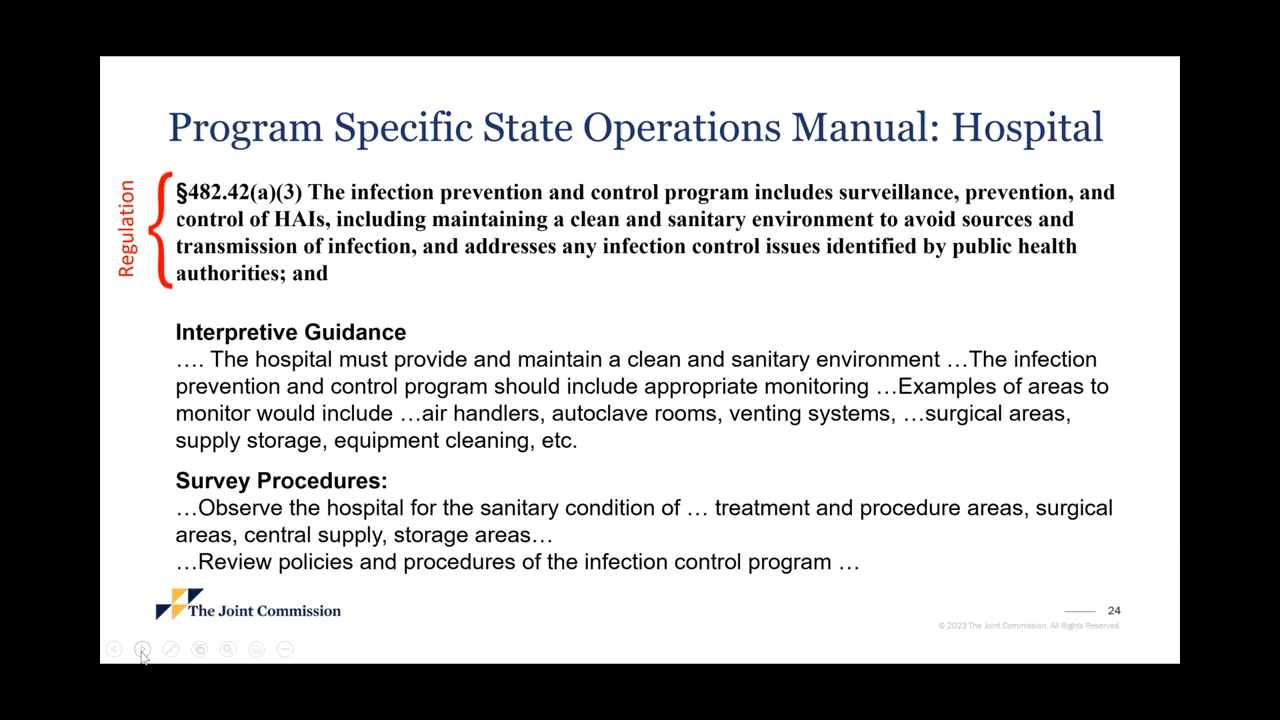 Program Specific State Operations Manual: Hospital
Regulation
§482.42(a)(3) The infection prevention and control program includes surveillance, prevention, and
control of HAIs, including maintaining a clean and sanitary environment to avoid sources and
transmission of infection, and addresses any infection control issues identified by public health
authorities; and
Interpretive Guidance
…. The hospital must provide and maintain a clean and sanitary environment …The infection
prevention and control program should include appropriate monitoring …Examples of areas to
monitor would include …air handlers, autoclave rooms, venting systems, …surgical areas,
supply storage, equipment cleaning, etc.
Survey Procedures:
…Observe the hospital for the sanitary condition of … treatment and procedure areas, surgical
areas, central supply, storage areas…
…Review policies and procedures of the infection control program …
The Joint Commission
24
© 2023 The Joint Commission. All Rights Reserved.